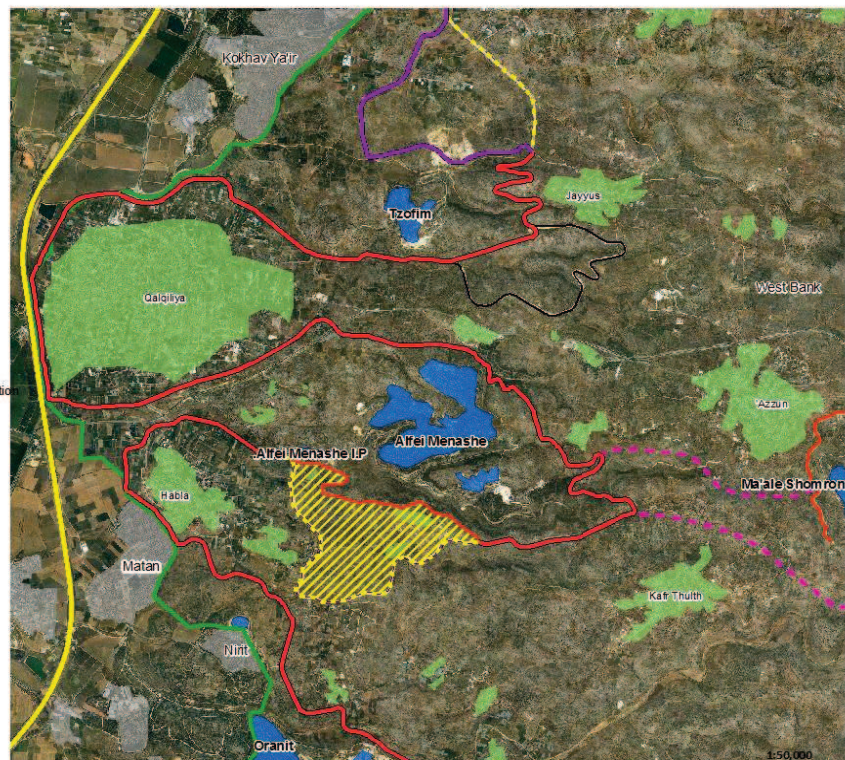 Kokhav Ya'ir
Jayyus
Tzofim
West Bank
Qalqiliya
tion
'Azzun
Alfei Menashe
Alfei Menashe I.P
Ma'ale Shomron
Habla
Matan
Kafr Thulth
Nirit
Oranit
1:50,000